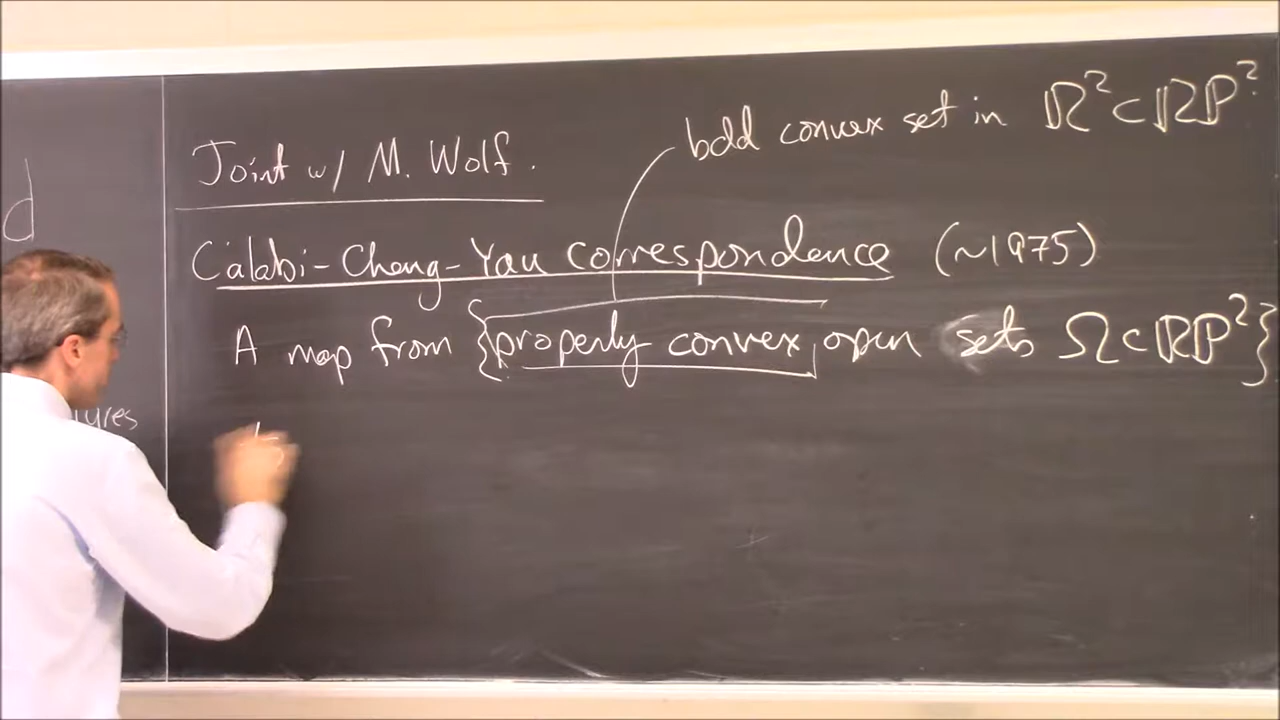 bdd convex set in ℝ² ⊂ ℝℙ²
Joint w/ M. Wolf.
Calabi-Cheng-Yau correspondence (~1975)
A map from {properly convex open sets Ω ⊂ ℝℙ²}
d